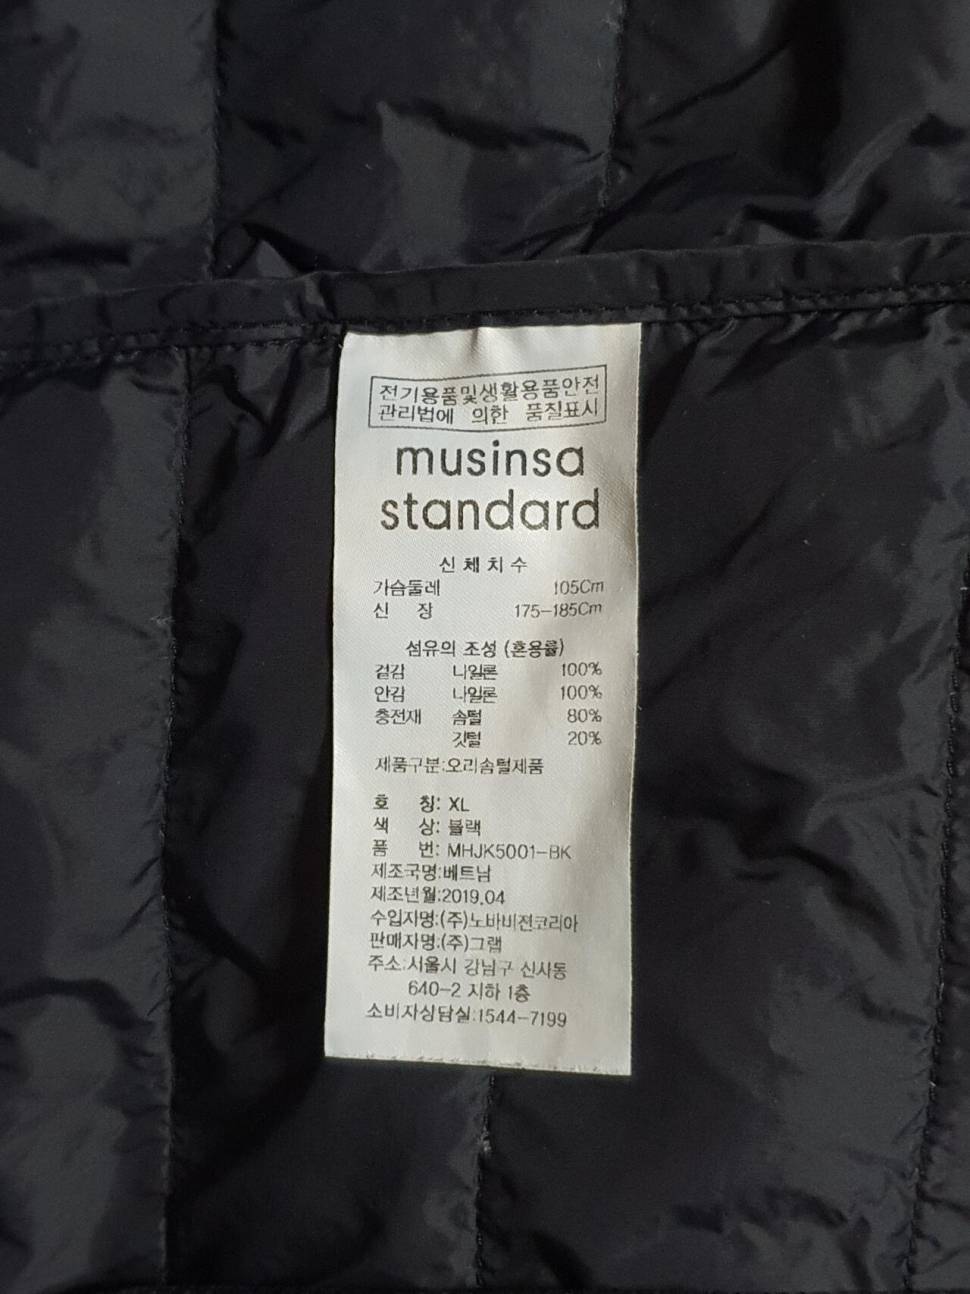 전기용품및생활용품안전
관리법에 의한 품질표시
musinsa
standard
신체치수
가슴둘레 105Cm
신 장 175-185Cm
섬유의 조성 (혼용률)
겉감 나일론 100%
안감 나일론 100%
충전재 솜털 80%
깃털 20%
제품구분:오리솜털제품
호 칭: XL
색 상: 블랙
품 번: MHJK5001-BK
제조국명:베트남
제조년월:2019.04
수입자명:(주)노바비젼코리아
판매자명:(주)그랩
주소:서울시 강남구 신사동
640-2 지하 1층
소비자상담실:1544-7199